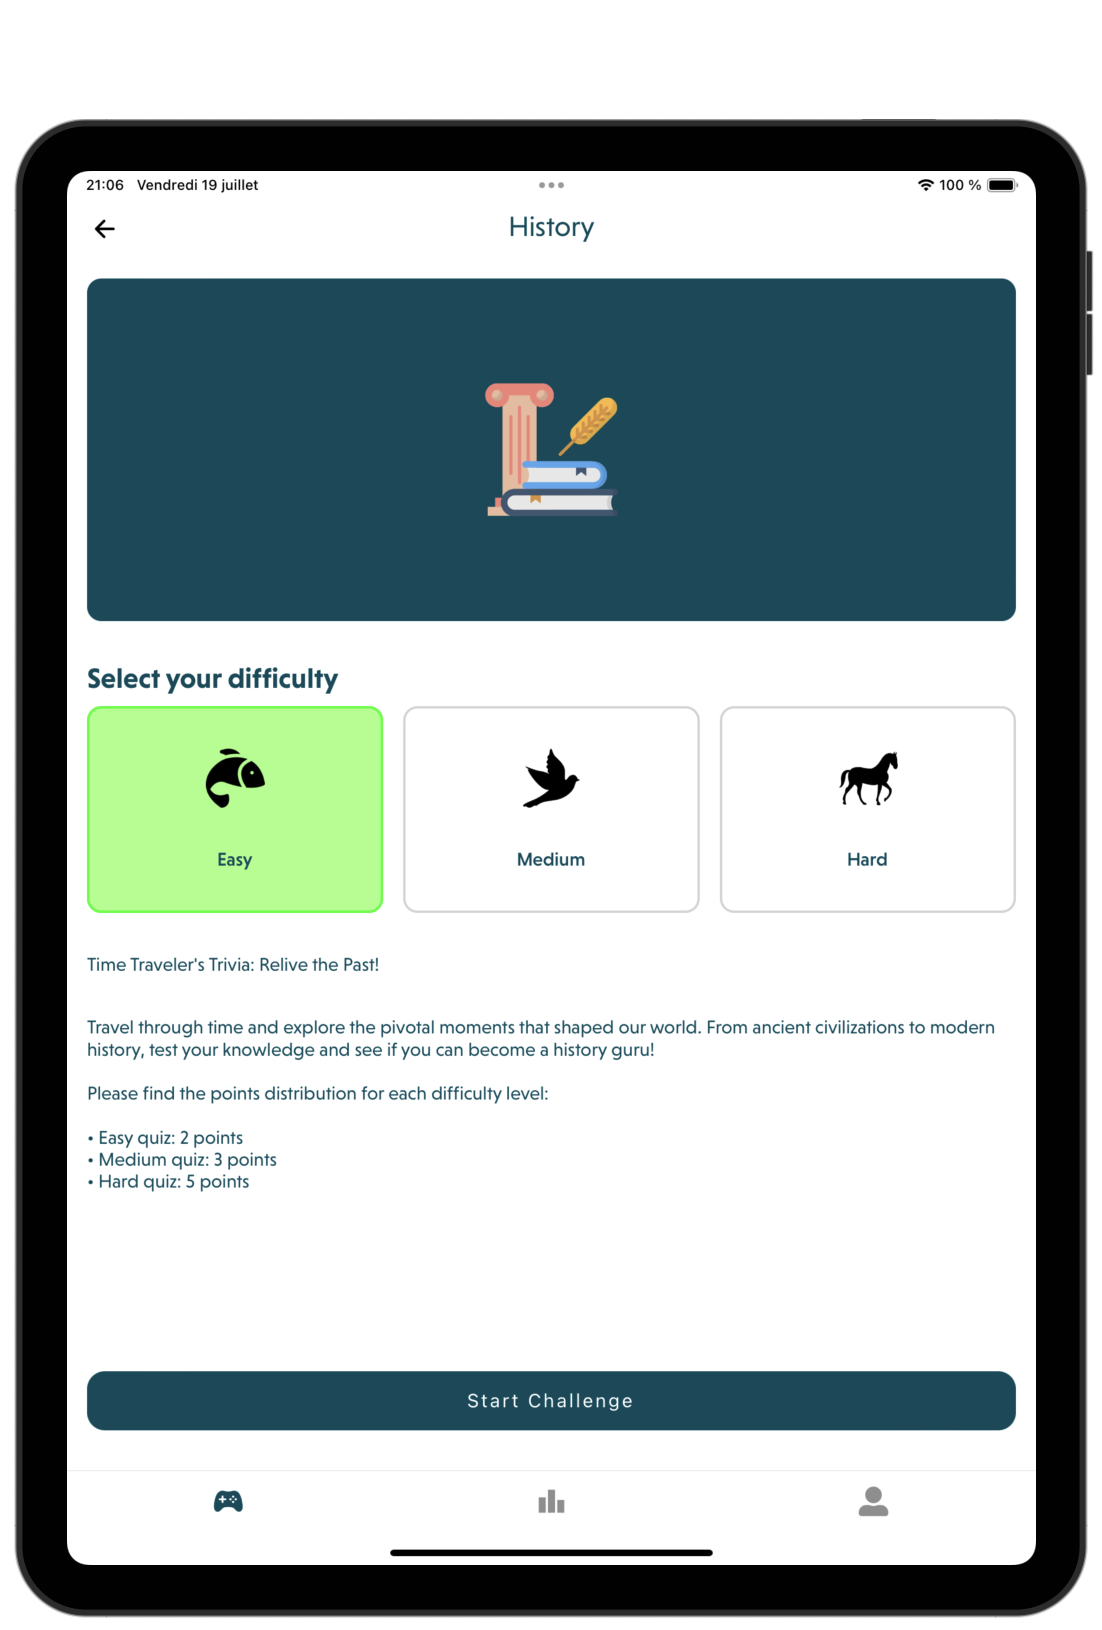 21:06 Vendredi 19 juillet 100 %
History
Select your difficulty
Easy Medium Hard
Time Traveler's Trivia: Relive the Past!
Travel through time and explore the pivotal moments that shaped our world. From ancient civilizations to modern
history, test your knowledge and see if you can become a history guru!
Please find the points distribution for each difficulty level:
• Easy quiz: 2 points
• Medium quiz: 3 points
• Hard quiz: 5 points
Start Challenge